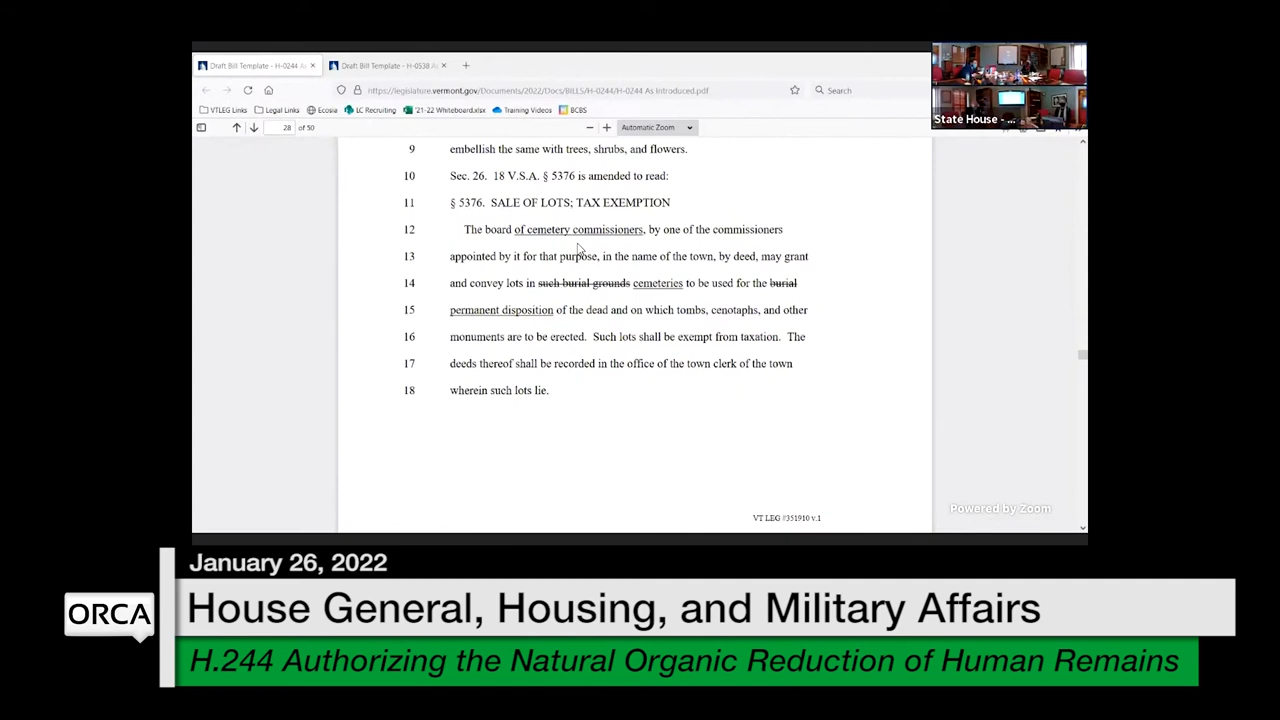 Draft Bill Template - H-0244 As
Draft Bill Template - H-0538 As
https://legislature.vermont.gov/Documents/2022/Docs/BILLS/H-0244/H-0244 As Introduced.pdf
Search
VTLEG Links
Legal Links
Ecosia
LC Recruiting
'21-22 Whiteboard.xlsx
Training Videos
BCBS
28 of 50
Automatic Zoom
State House - ...
9 embellish the same with trees, shrubs, and flowers.
10 Sec. 26. 18 V.S.A. § 5376 is amended to read:
11 § 5376. SALE OF LOTS; TAX EXEMPTION
12 The board of cemetery commissioners, by one of the commissioners
13 appointed by it for that purpose, in the name of the town, by deed, may grant
14 and convey lots in such burial grounds cemeteries to be used for the burial
15 permanent disposition of the dead and on which tombs, cenotaphs, and other
16 monuments are to be erected. Such lots shall be exempt from taxation. The
17 deeds thereof shall be recorded in the office of the town clerk of the town
18 wherein such lots lie.
Powered by Zoom
VT LEG #351910 v.1
January 26, 2022
ORCA
House General, Housing, and Military Affairs
H.244 Authorizing the Natural Organic Reduction of Human Remains